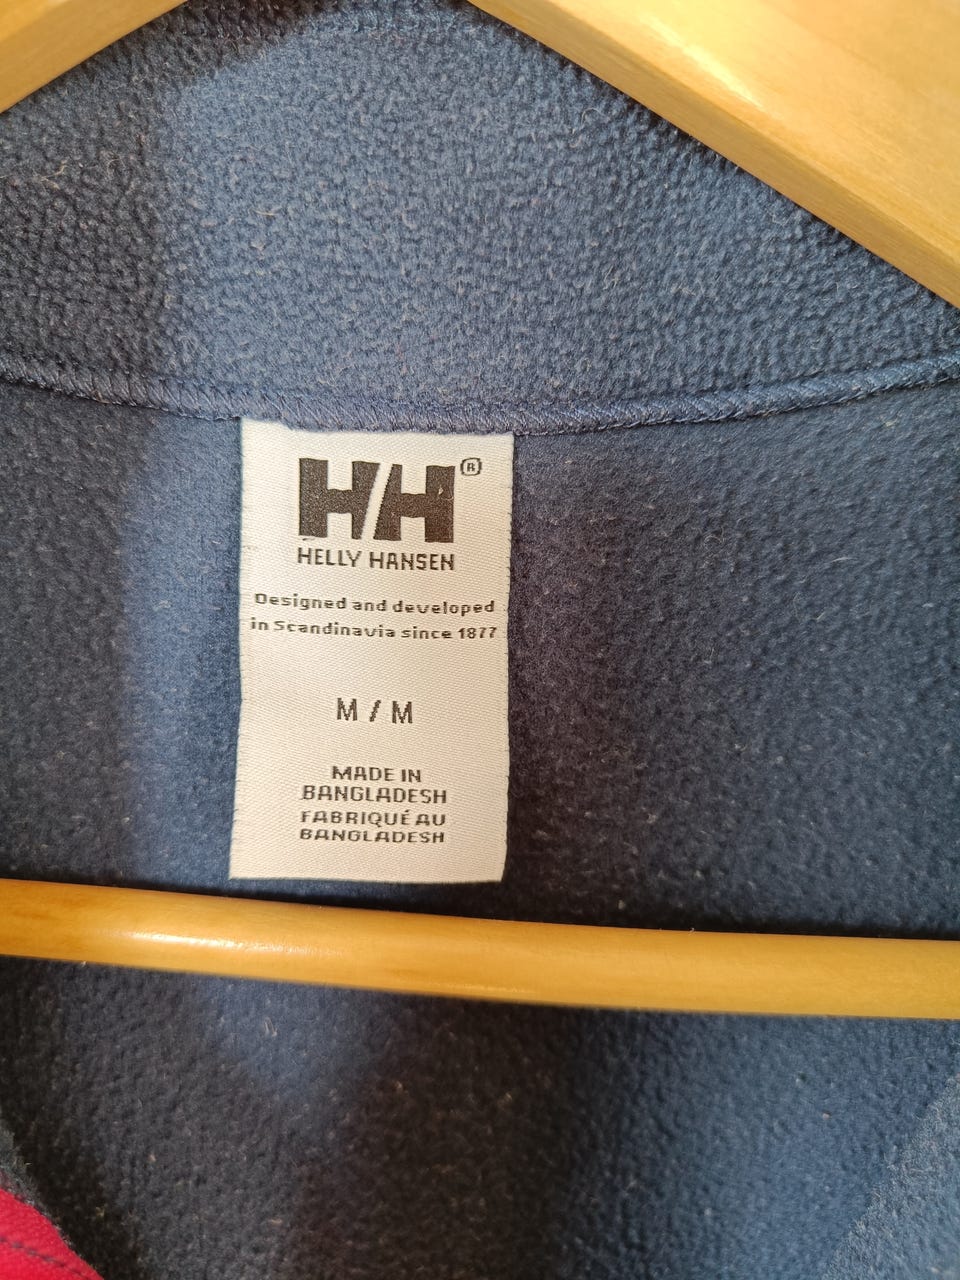 HH®
HELLY HANSEN
Designed and developed
in Scandinavia since 1877
M / M
MADE IN
BANGLADESH
FABRIQUÉ AU
BANGLADESH